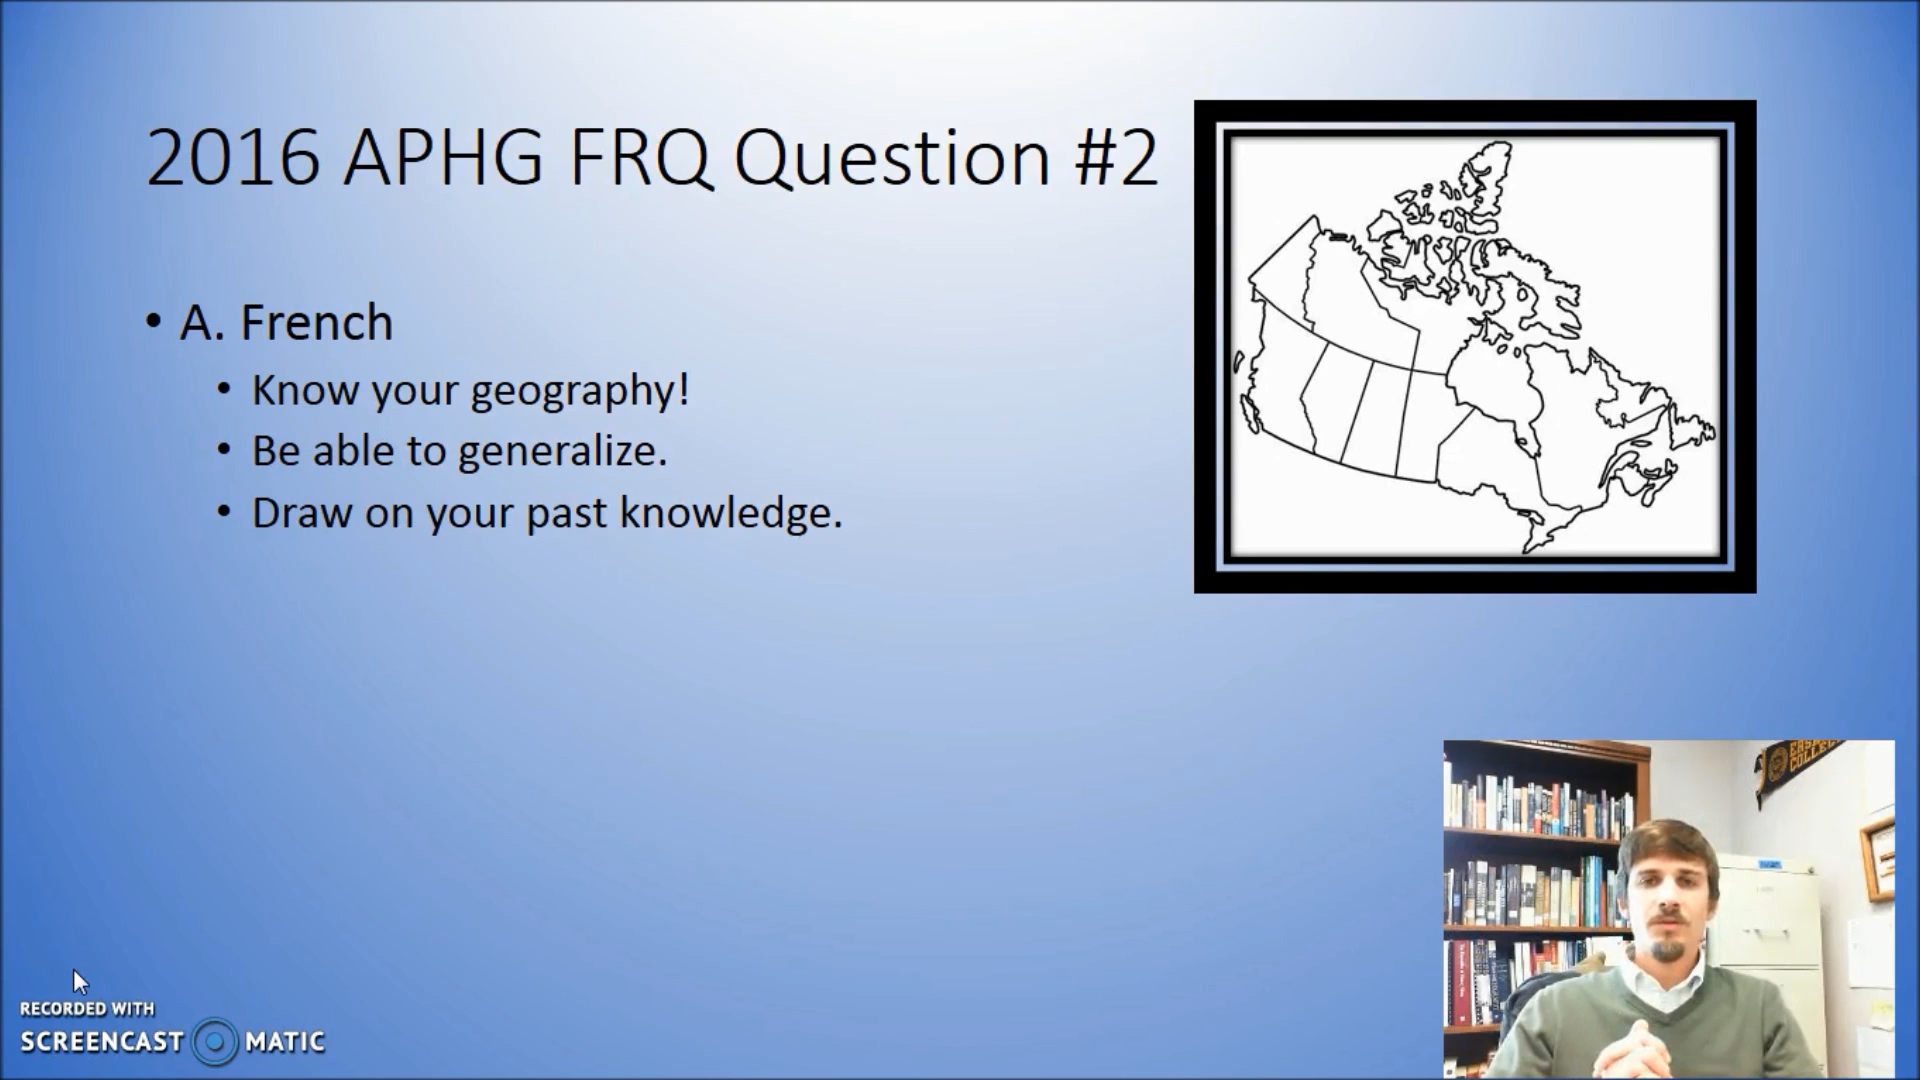 2016 APHG FRQ Question #2
• A. French
• Know your geography!
• Be able to generalize.
• Draw on your past knowledge.
RECORDED WITH
SCREENCAST MATIC